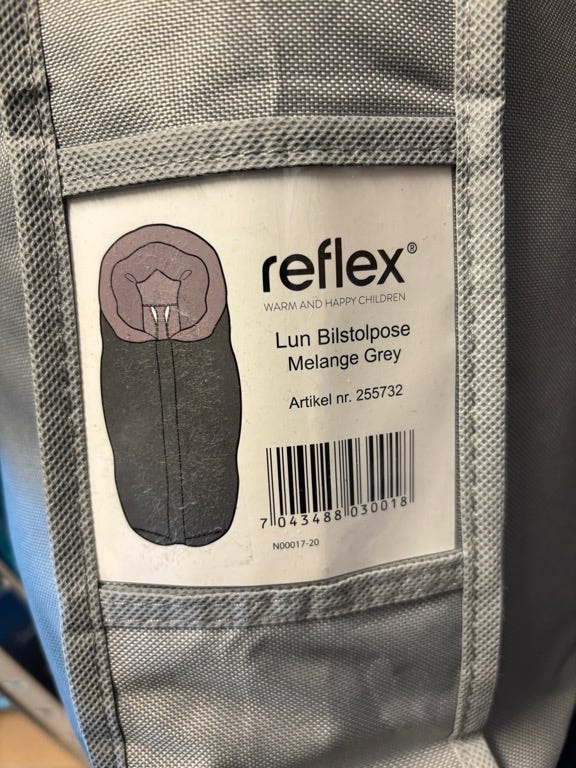 reflex®
WARM AND HAPPY CHILDREN
Lun Bilstolpose
Melange Grey
Artikel nr. 255732
7 043488 030018
N00017-20